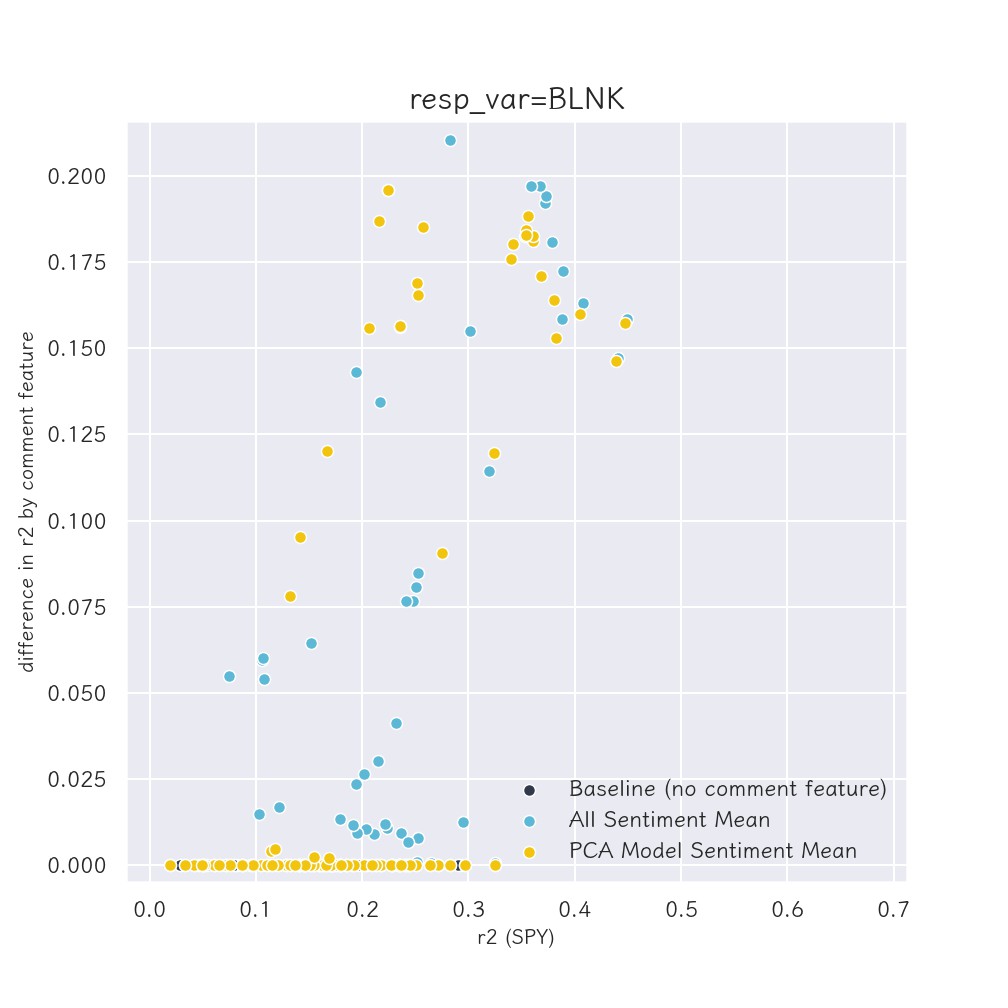 resp_var=BLNK
difference in r2 by comment feature
0.200
0.175
0.150
0.125
0.100
0.075
0.050
0.025
0.000
Baseline (no comment feature)
All Sentiment Mean
PCA Model Sentiment Mean
0.0 0.1 0.2 0.3 0.4 0.5 0.6 0.7
r2 (SPY)